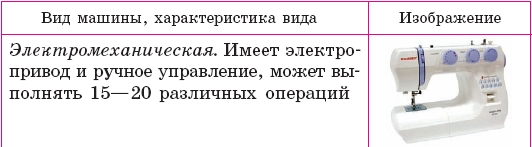 Вид машины, характеристика вида
Изображение
Электромеханическая. Имеет электро-
привод и ручное управление, может вы-
полнять 15—20 различных операций